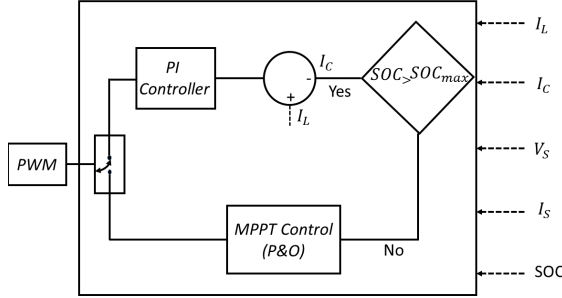 I_L
PI
Controller
I_C
-
+
I_L
Yes
SOC>SOC_max
I_C
PWM
V_S
MPPT Control
(P&O)
No
I_S
SOC